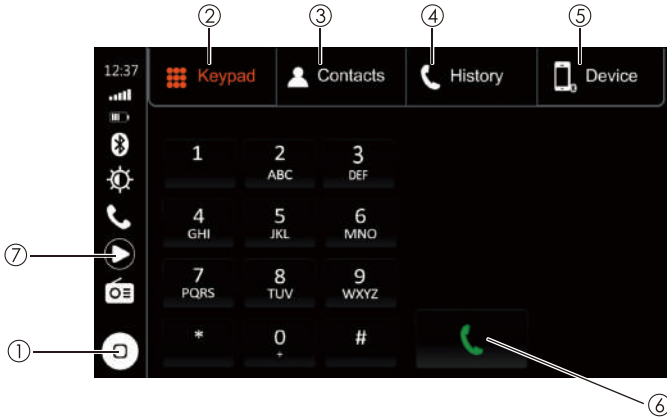 ② ③ ④ ⑤
12:37 Keypad Contacts History Device
1 2 3
ABC DEF
4 5 6
GHI JKL MNO
⑦
7 8 9
PQRS TUV WXYZ
* 0 #
+
①
⑥